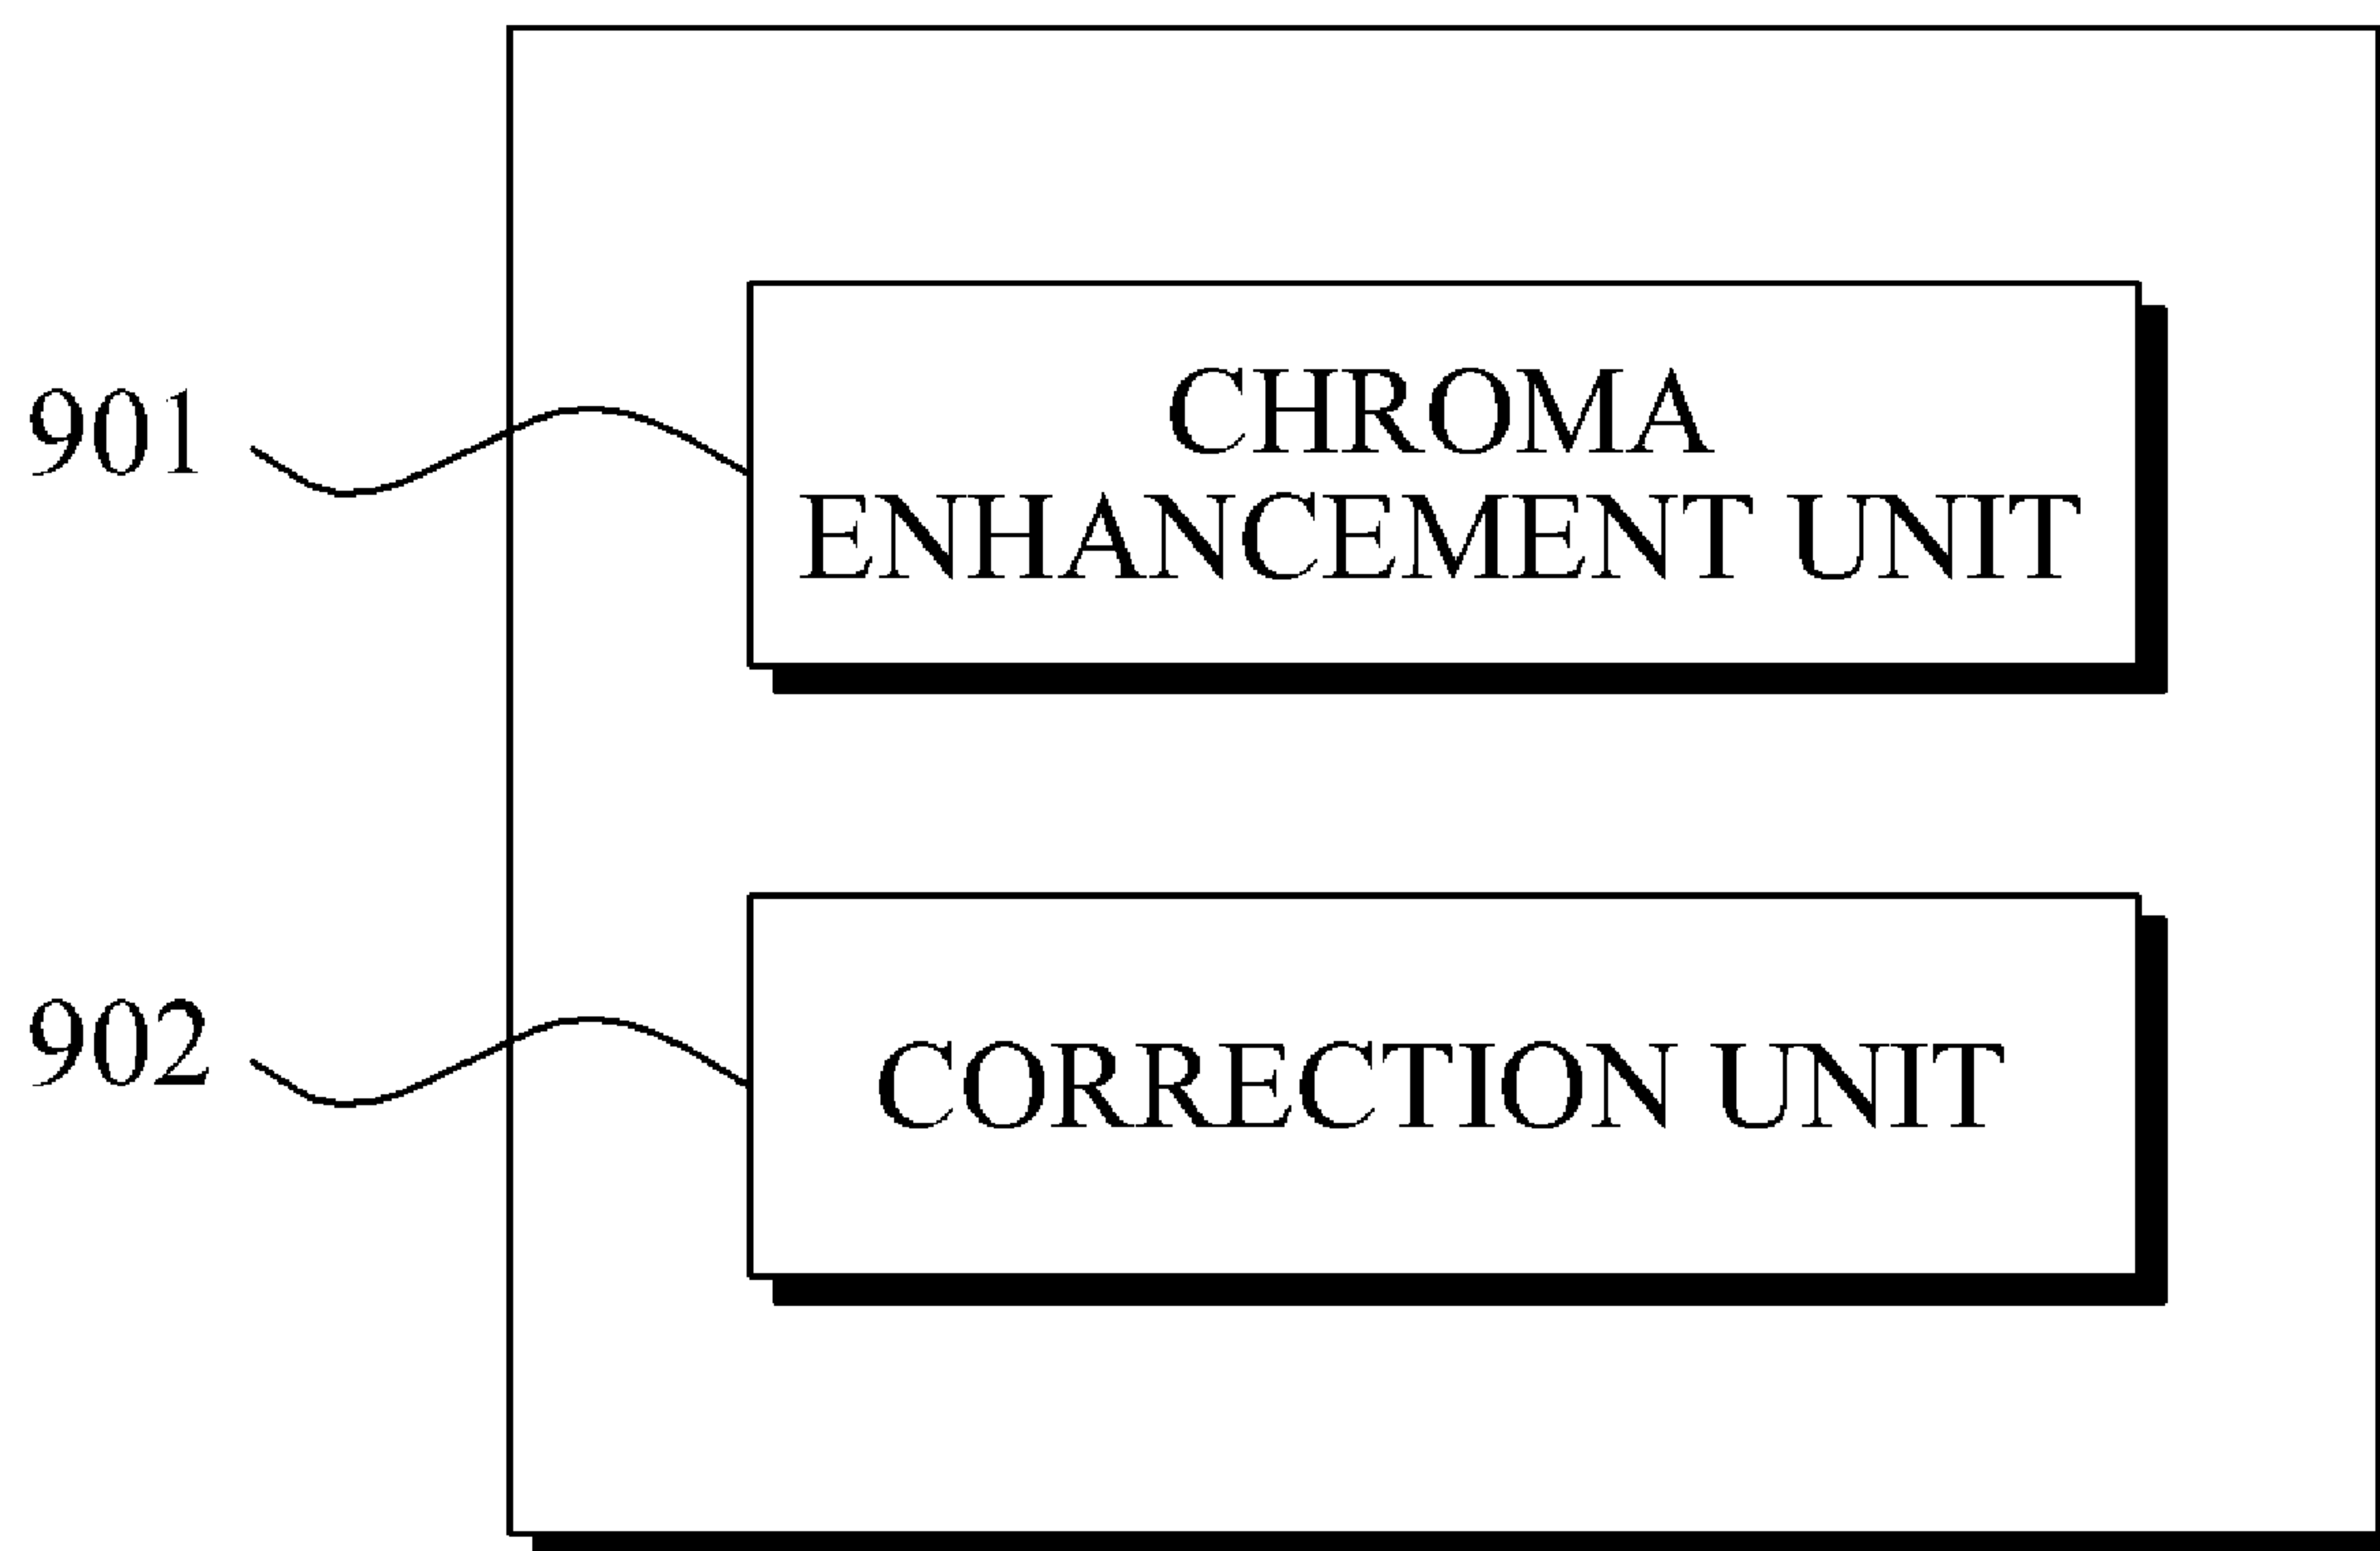 901
CHROMA
ENHANCEMENT UNIT
902
CORRECTION UNIT